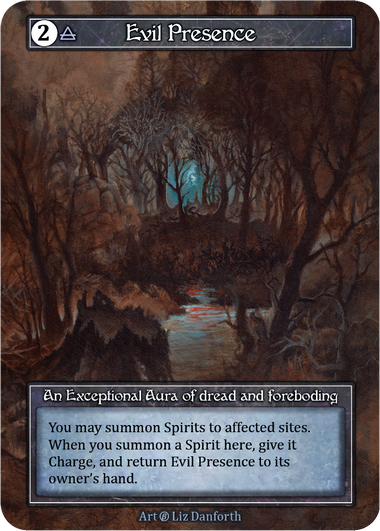 2 Evil Presence
An Exceptional Aura of dread and foreboding
You may summon Spirits to affected sites.
When you summon a Spirit here, give it
Charge, and return Evil Presence to its
owner's hand.
Art @ Liz Danforth